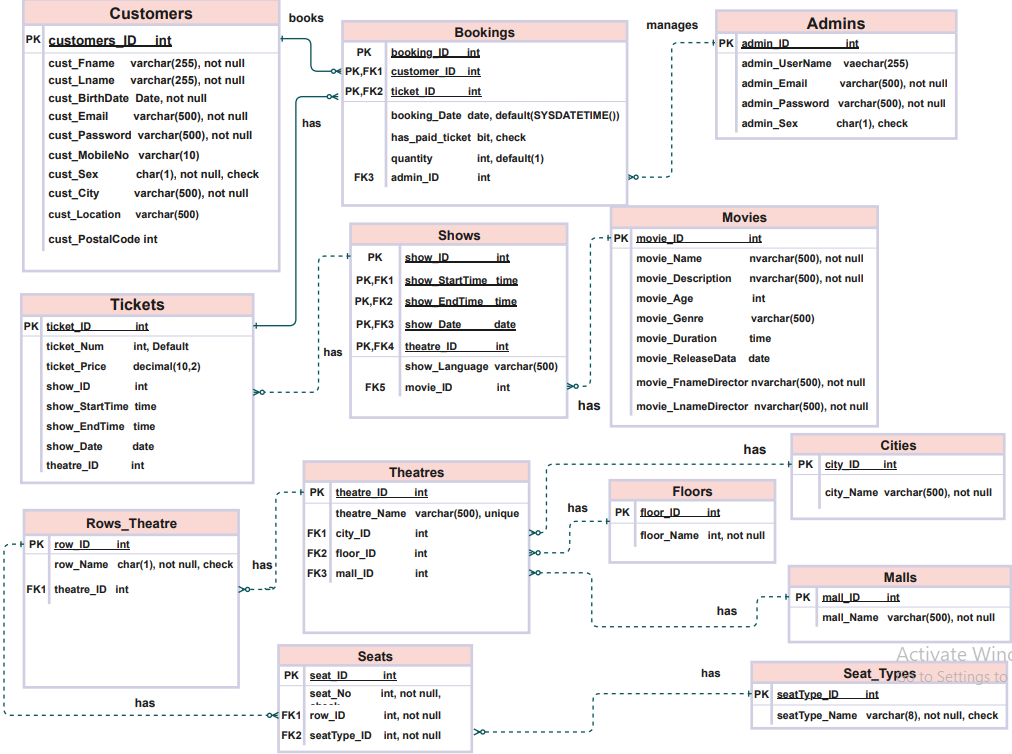 Customers
PK customers_ID int
cust_Fname varchar(255), not null
cust_Lname varchar(255), not null
cust_BirthDate Date, not null
cust_Email varchar(500), not null
cust_Password varchar(500), not null
cust_MobileNo varchar(10)
cust_Sex char(1), not null, check
cust_City varchar(500), not null
cust_Location varchar(500)
cust_PostalCode int
books
has
Bookings
PK booking_ID int
PK,FK1 customer_ID int
PK,FK2 ticket_ID int
booking_Date date, default(SYSDATETIME())
has_paid_ticket bit, check
quantity int, default(1)
FK3 admin_ID int
manages
Admins
PK admin_ID int
admin_UserName vaechar(255)
admin_Email varchar(500), not null
admin_Password varchar(500), not null
admin_Sex char(1), check
Tickets
PK ticket_ID int
ticket_Num int, Default
ticket_Price decimal(10,2)
show_ID int
show_StartTime time
show_EndTime time
show_Date date
theatre_ID int
has
Shows
PK show_ID int
PK,FK1 show_StartTime time
PK,FK2 show_EndTime time
PK,FK3 show_Date date
PK,FK4 theatre_ID int
show_Language varchar(500)
FK5 movie_ID int
has
Movies
PK movie_ID int
movie_Name nvarchar(500), not null
movie_Description nvarchar(500), not null
movie_Age int
movie_Genre varchar(500)
movie_Duration time
movie_ReleaseData date
movie_FnameDirector nvarchar(500), not null
movie_LnameDirector nvarchar(500), not null
Rows_Theatre
PK row_ID int
row_Name char(1), not null, check
FK1 theatre_ID int
has
Theatres
PK theatre_ID int
theatre_Name varchar(500), unique
FK1 city_ID int
FK2 floor_ID int
FK3 mall_ID int
has
Cities
PK city_ID int
city_Name varchar(500), not null
has
Floors
PK floor_ID int
floor_Name int, not null
has
Malls
PK mall_ID int
mall_Name varchar(500), not null
has
Seats
PK seat_ID int
seat_No int, not null,
FK1 row_ID int, not null
FK2 seatType_ID int, not null
has
Seat_Types
PK seatType_ID int
seatType_Name varchar(8), not null, check
Activate Win
to Settings to